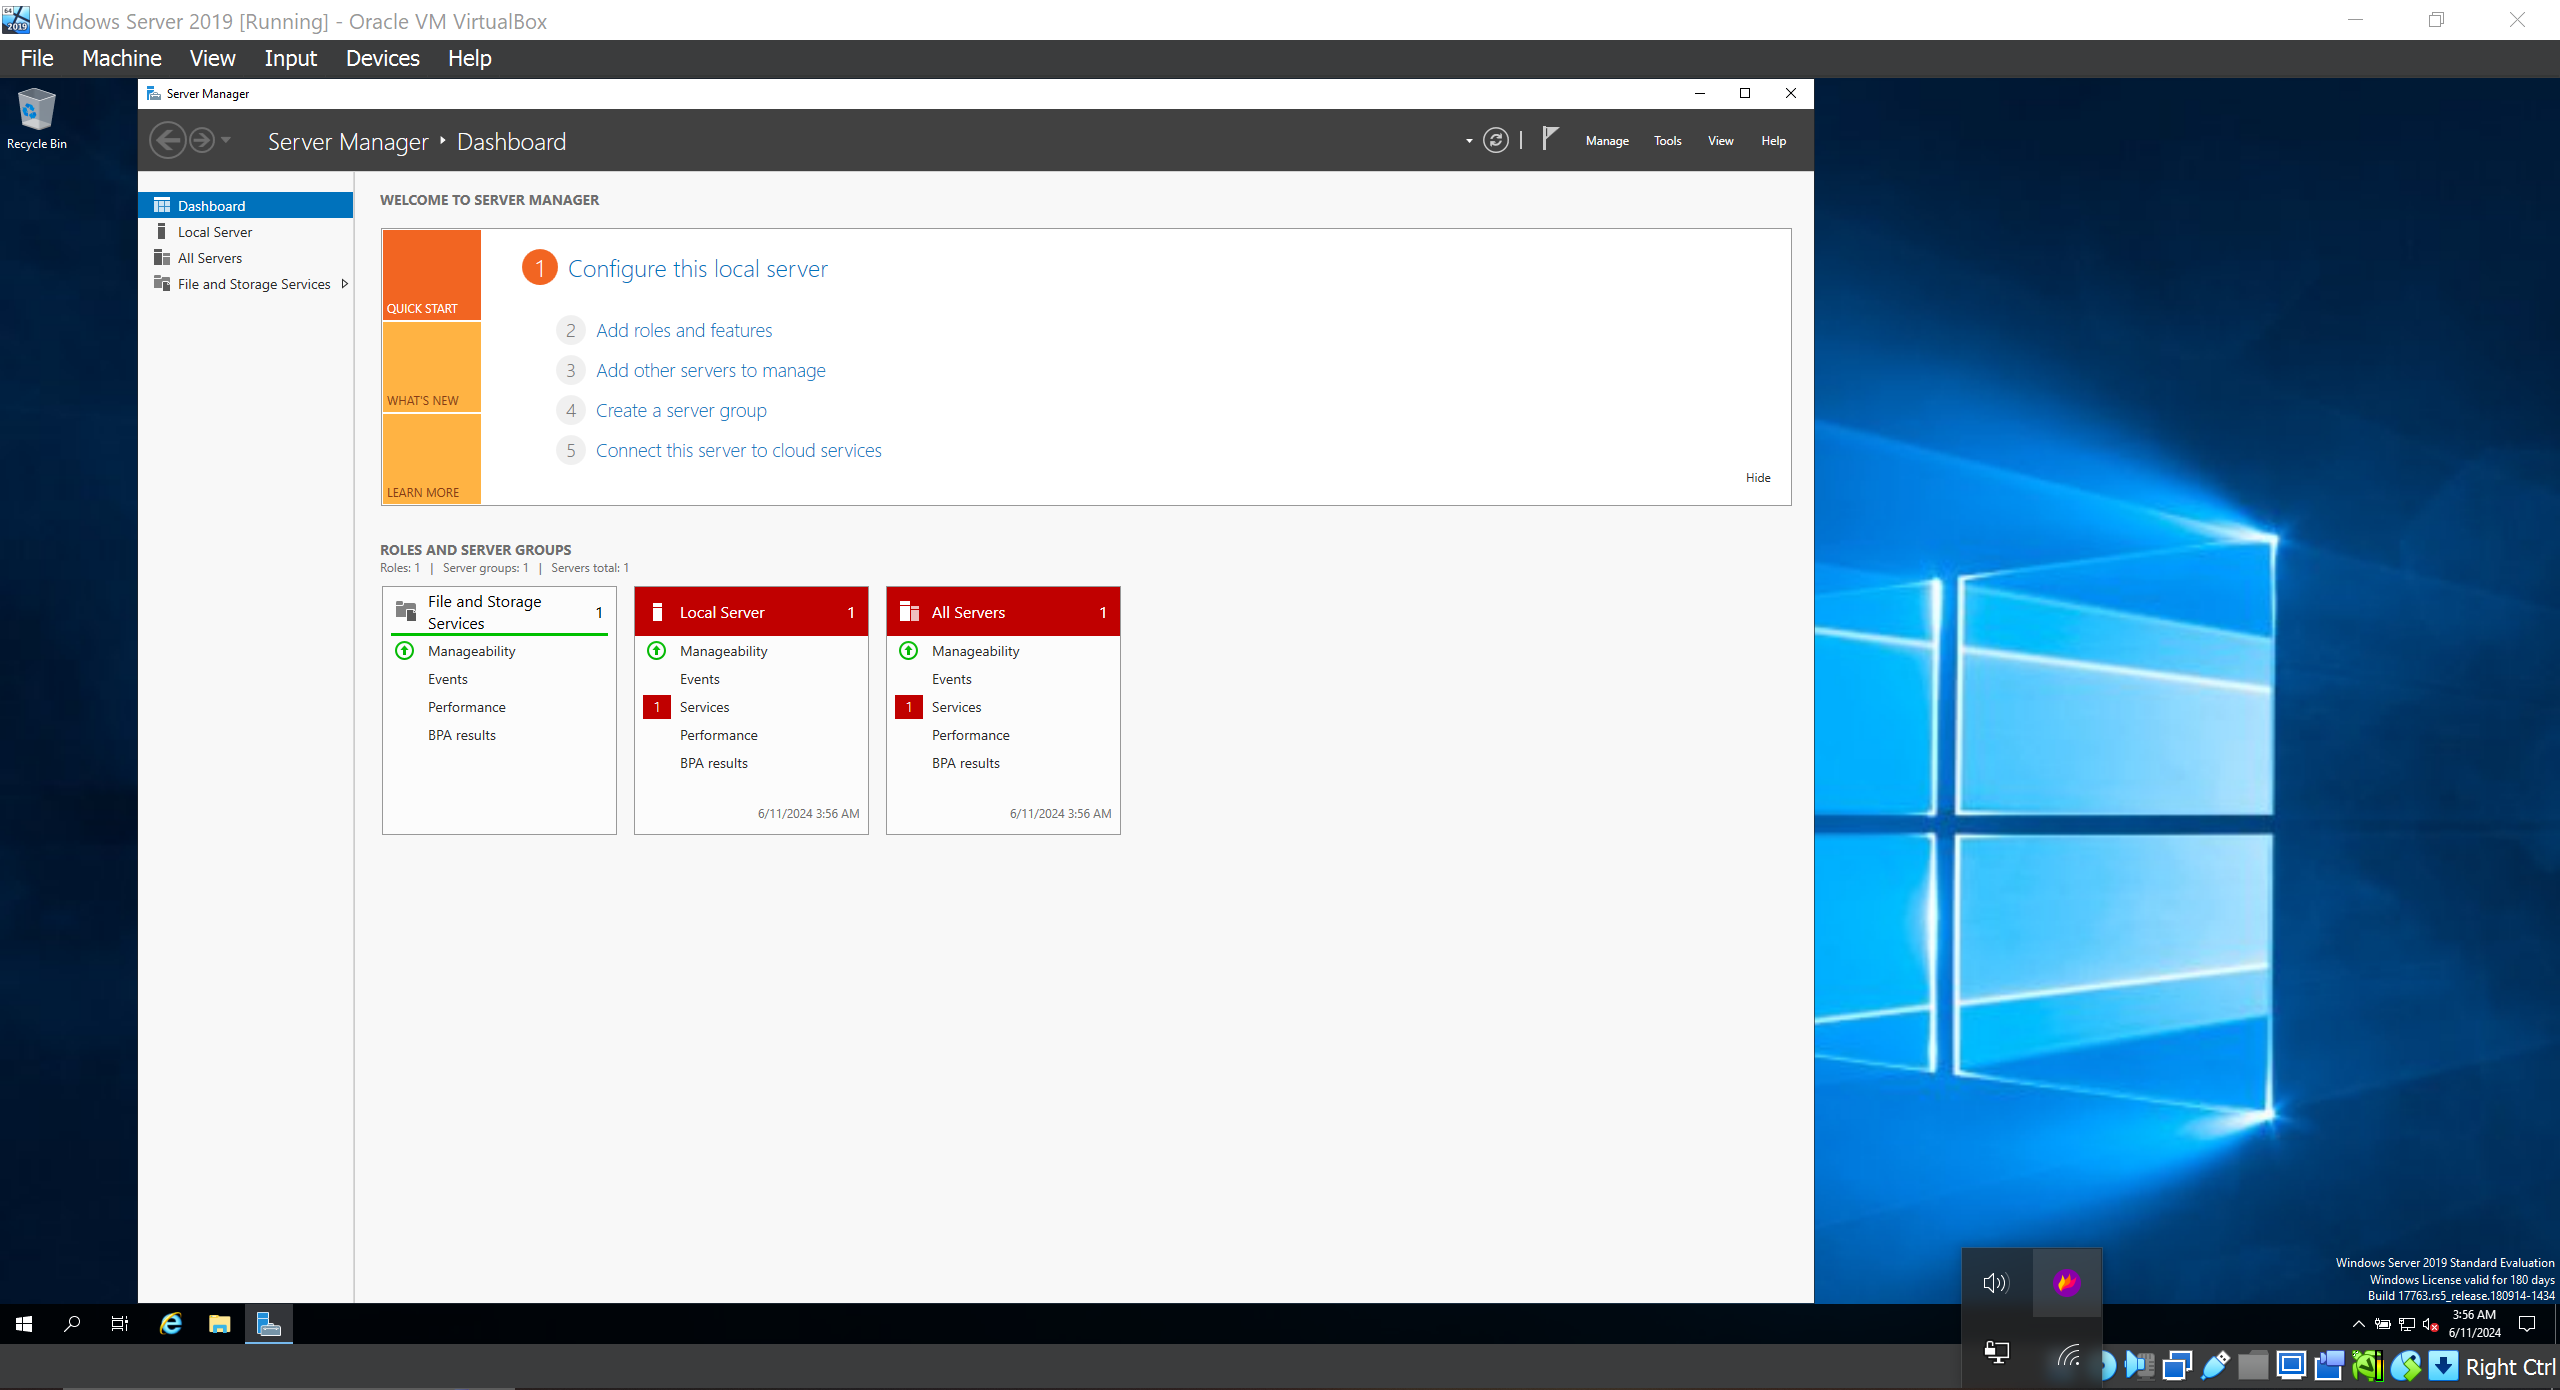 Windows Server 2019 [Running] - Oracle VM VirtualBox
File Machine View Input Devices Help
Recycle Bin
Server Manager
Server Manager Dashboard
Manage Tools View Help
Dashboard
Local Server
All Servers
File and Storage Services
WELCOME TO SERVER MANAGER
QUICK START
WHAT'S NEW
LEARN MORE
1 Configure this local server
2 Add roles and features
3 Add other servers to manage
4 Create a server group
5 Connect this server to cloud services
Hide
ROLES AND SERVER GROUPS
Roles: 1 | Server groups: 1 | Servers total: 1
File and Storage
Services
1
Manageability
Events
Performance
BPA results
Local Server 1
Manageability
Events
1 Services
Performance
BPA results
6/11/2024 3:56 AM
All Servers 1
Manageability
Events
1 Services
Performance
BPA results
6/11/2024 3:56 AM
Windows Server 2019 Standard Evaluation
Windows License valid for 180 days
Build 17763.rs5_release.180914-1434
3:56 AM
6/11/2024
Right Ctrl